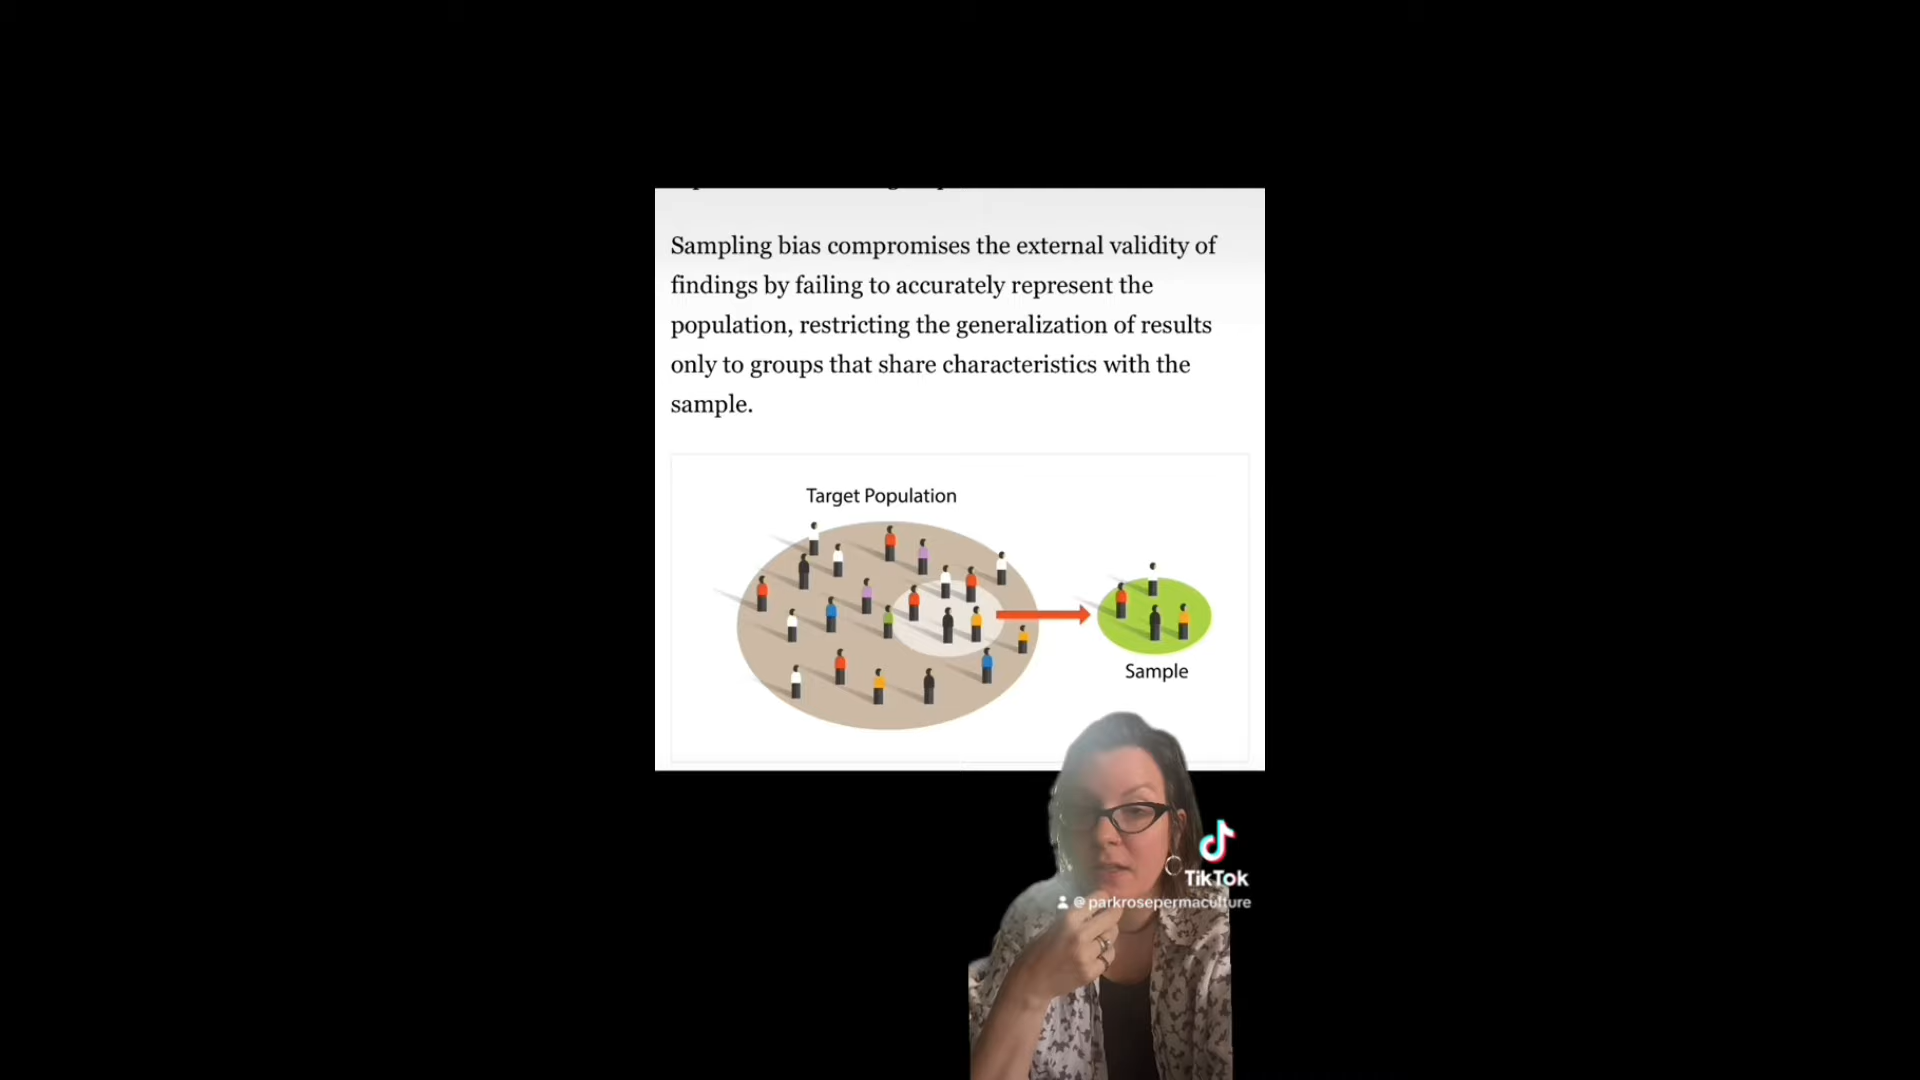 Sampling bias compromises the external validity of
findings by failing to accurately represent the
population, restricting the generalization of results
only to groups that share characteristics with the
sample.
Target Population
Sample
TikTok
@parkrosepermaculture